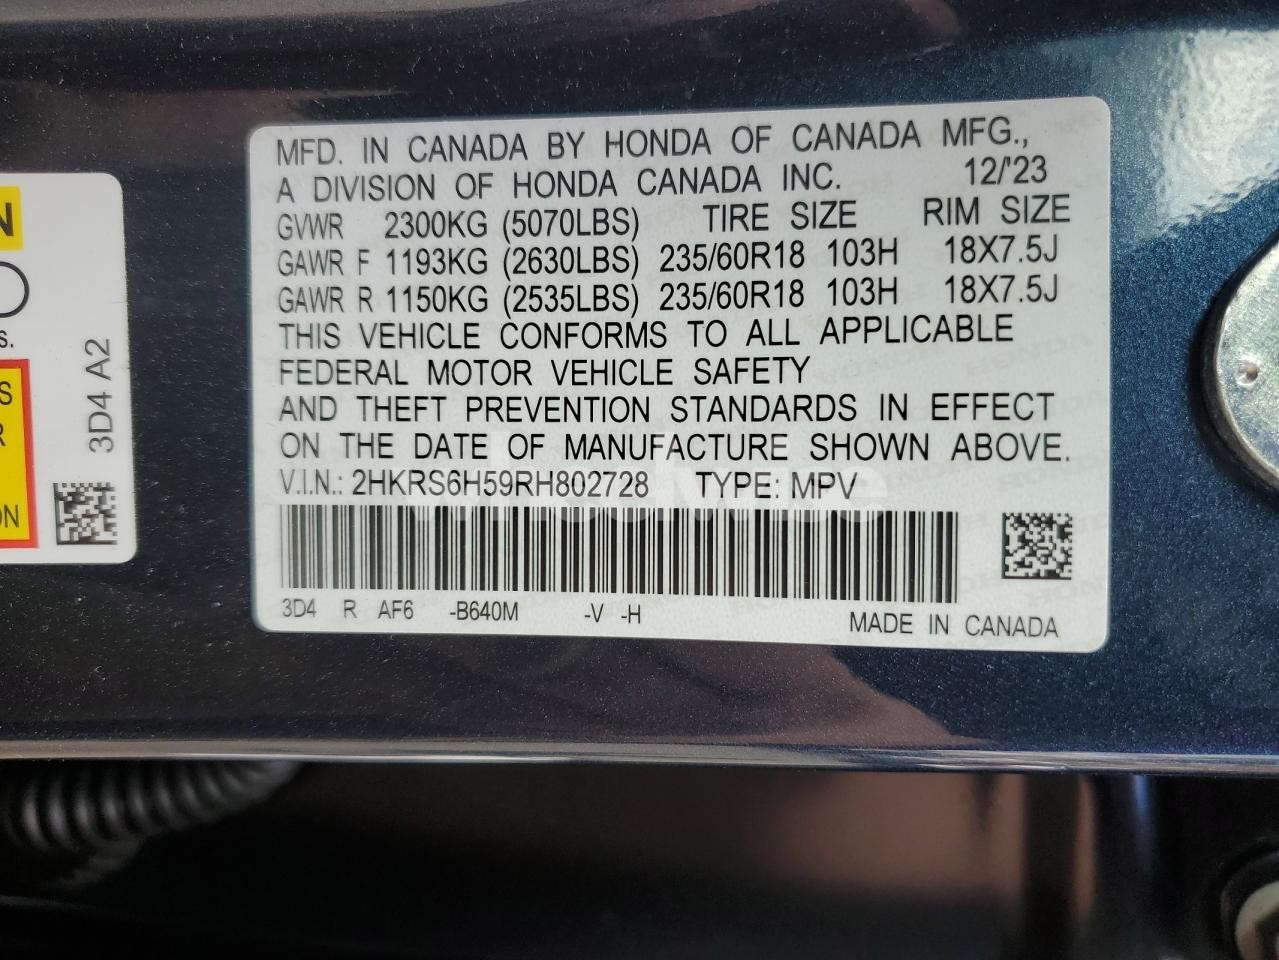 MFD. IN CANADA BY HONDA OF CANADA MFG.,
A DIVISION OF HONDA CANADA INC. 12/'23
GVWR 2300KG (5070LBS) TIRE SIZE RIM SIZE
GAWR F 1193KG (2630LBS) 235/60R18 103H 18X7.5J
GAWR R 1150KG (2535LBS) 235/60R18 103H 18X7.5J
THIS VEHICLE CONFORMS TO ALL APPLICABLE
FEDERAL MOTOR VEHICLE SAFETY
AND THEFT PREVENTION STANDARDS IN EFFECT
ON THE DATE OF MANUFACTURE SHOWN ABOVE.
V.I.N.: 2HKRS6H59RH802728 TYPE: MPV
3D4 R AF6 -B640M -V -H
MADE IN CANADA
3D4 A2